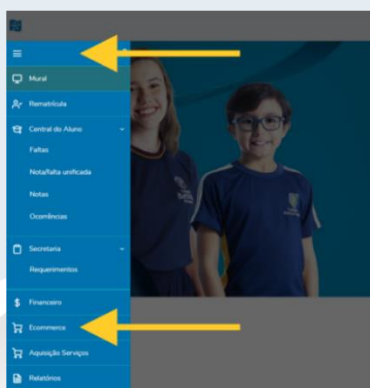 Mural
Rematrícula
Central do Aluno
Faltas
Nota/falta unificada
Notas
Ocorrências
Secretaria
Requerimentos
Financeiro
Ecommerce
Aquisição Serviços
Relatórios